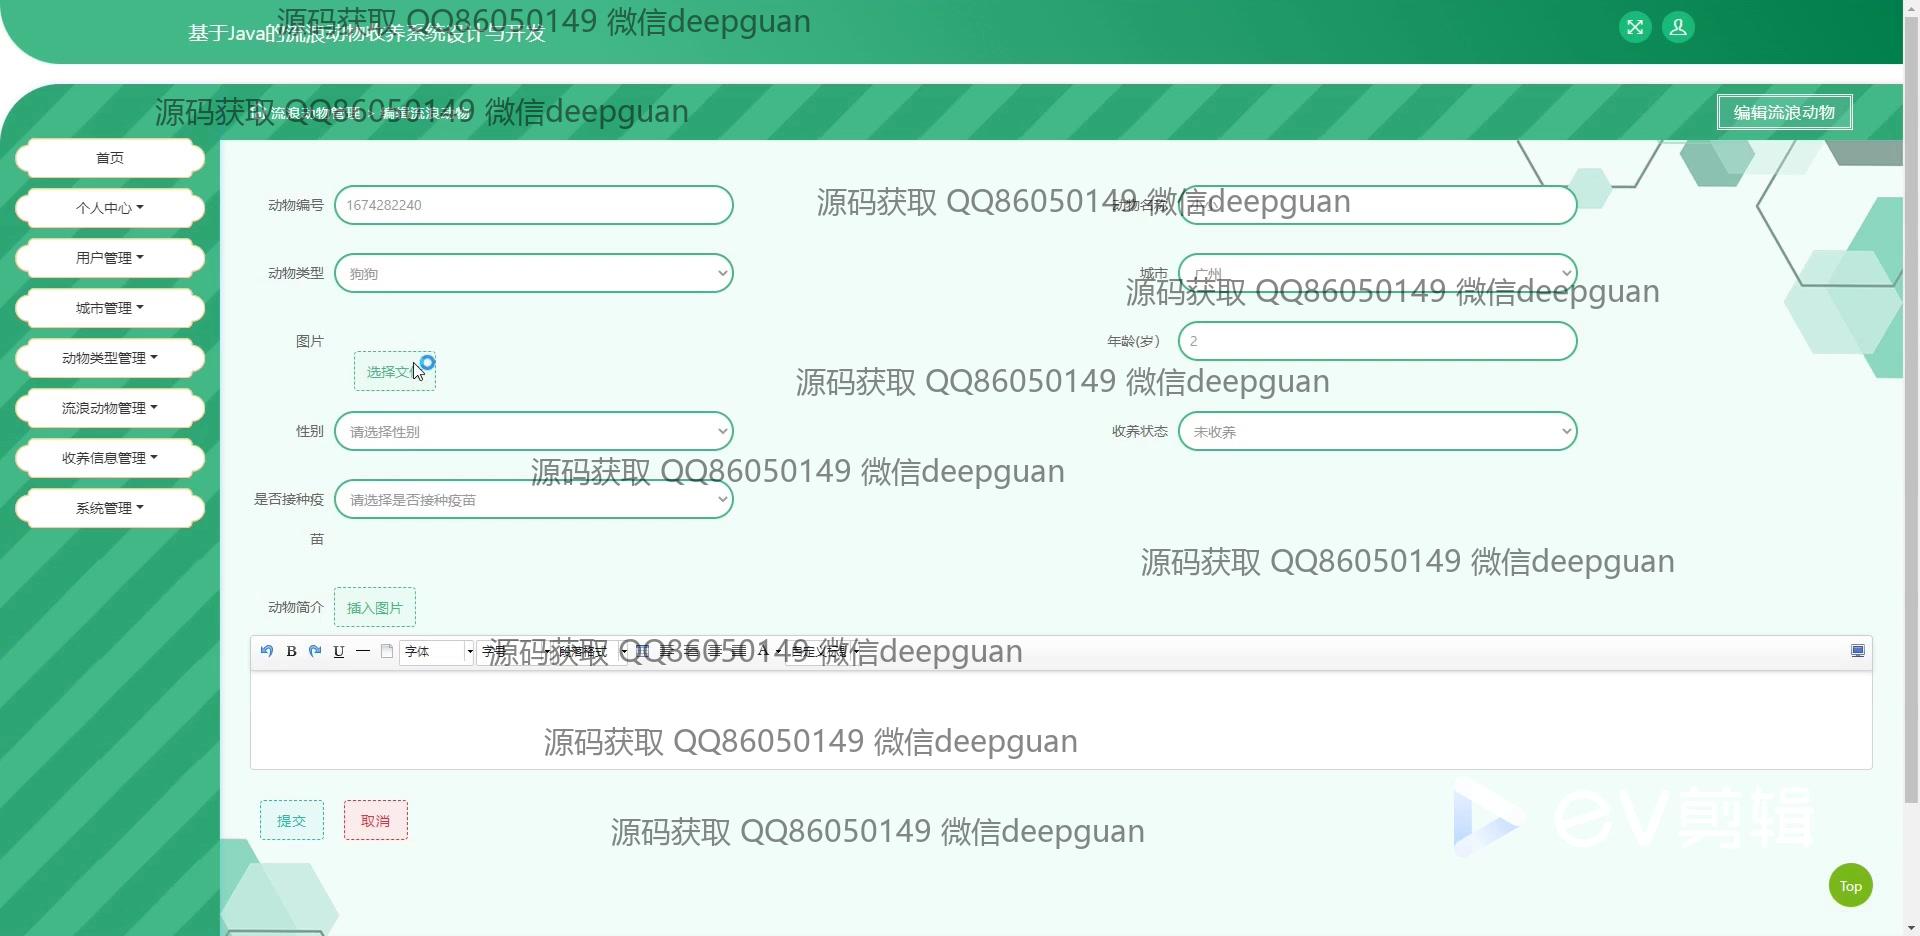 源码获取 QQ86050149 微信deepguan
基于Java的流浪动物收养系统设计与开发
源码获取 QQ86050149 微信deepguan
流浪动物管理 > 编辑流浪动物
编辑流浪动物
首页
个人中心
用户管理
城市管理
动物类型管理
流浪动物管理
收养信息管理
系统管理
动物编号 1674282240
动物名称
源码获取 QQ86050149 微信deepguan
动物类型 狗狗
城市 广州
源码获取 QQ86050149 微信deepguan
图片
选择文件
年龄(岁) 2
源码获取 QQ86050149 微信deepguan
性别 请选择性别
收养状态 未收养
源码获取 QQ86050149 微信deepguan
是否接种疫
苗
请选择是否接种疫苗
源码获取 QQ86050149 微信deepguan
动物简介 插入图片
B U 字体 字号 段落格式 A 自定义标题
源码获取 QQ86050149 微信deepguan
源码获取 QQ86050149 微信deepguan
提交 取消
源码获取 QQ86050149 微信deepguan
eV剪辑
Top